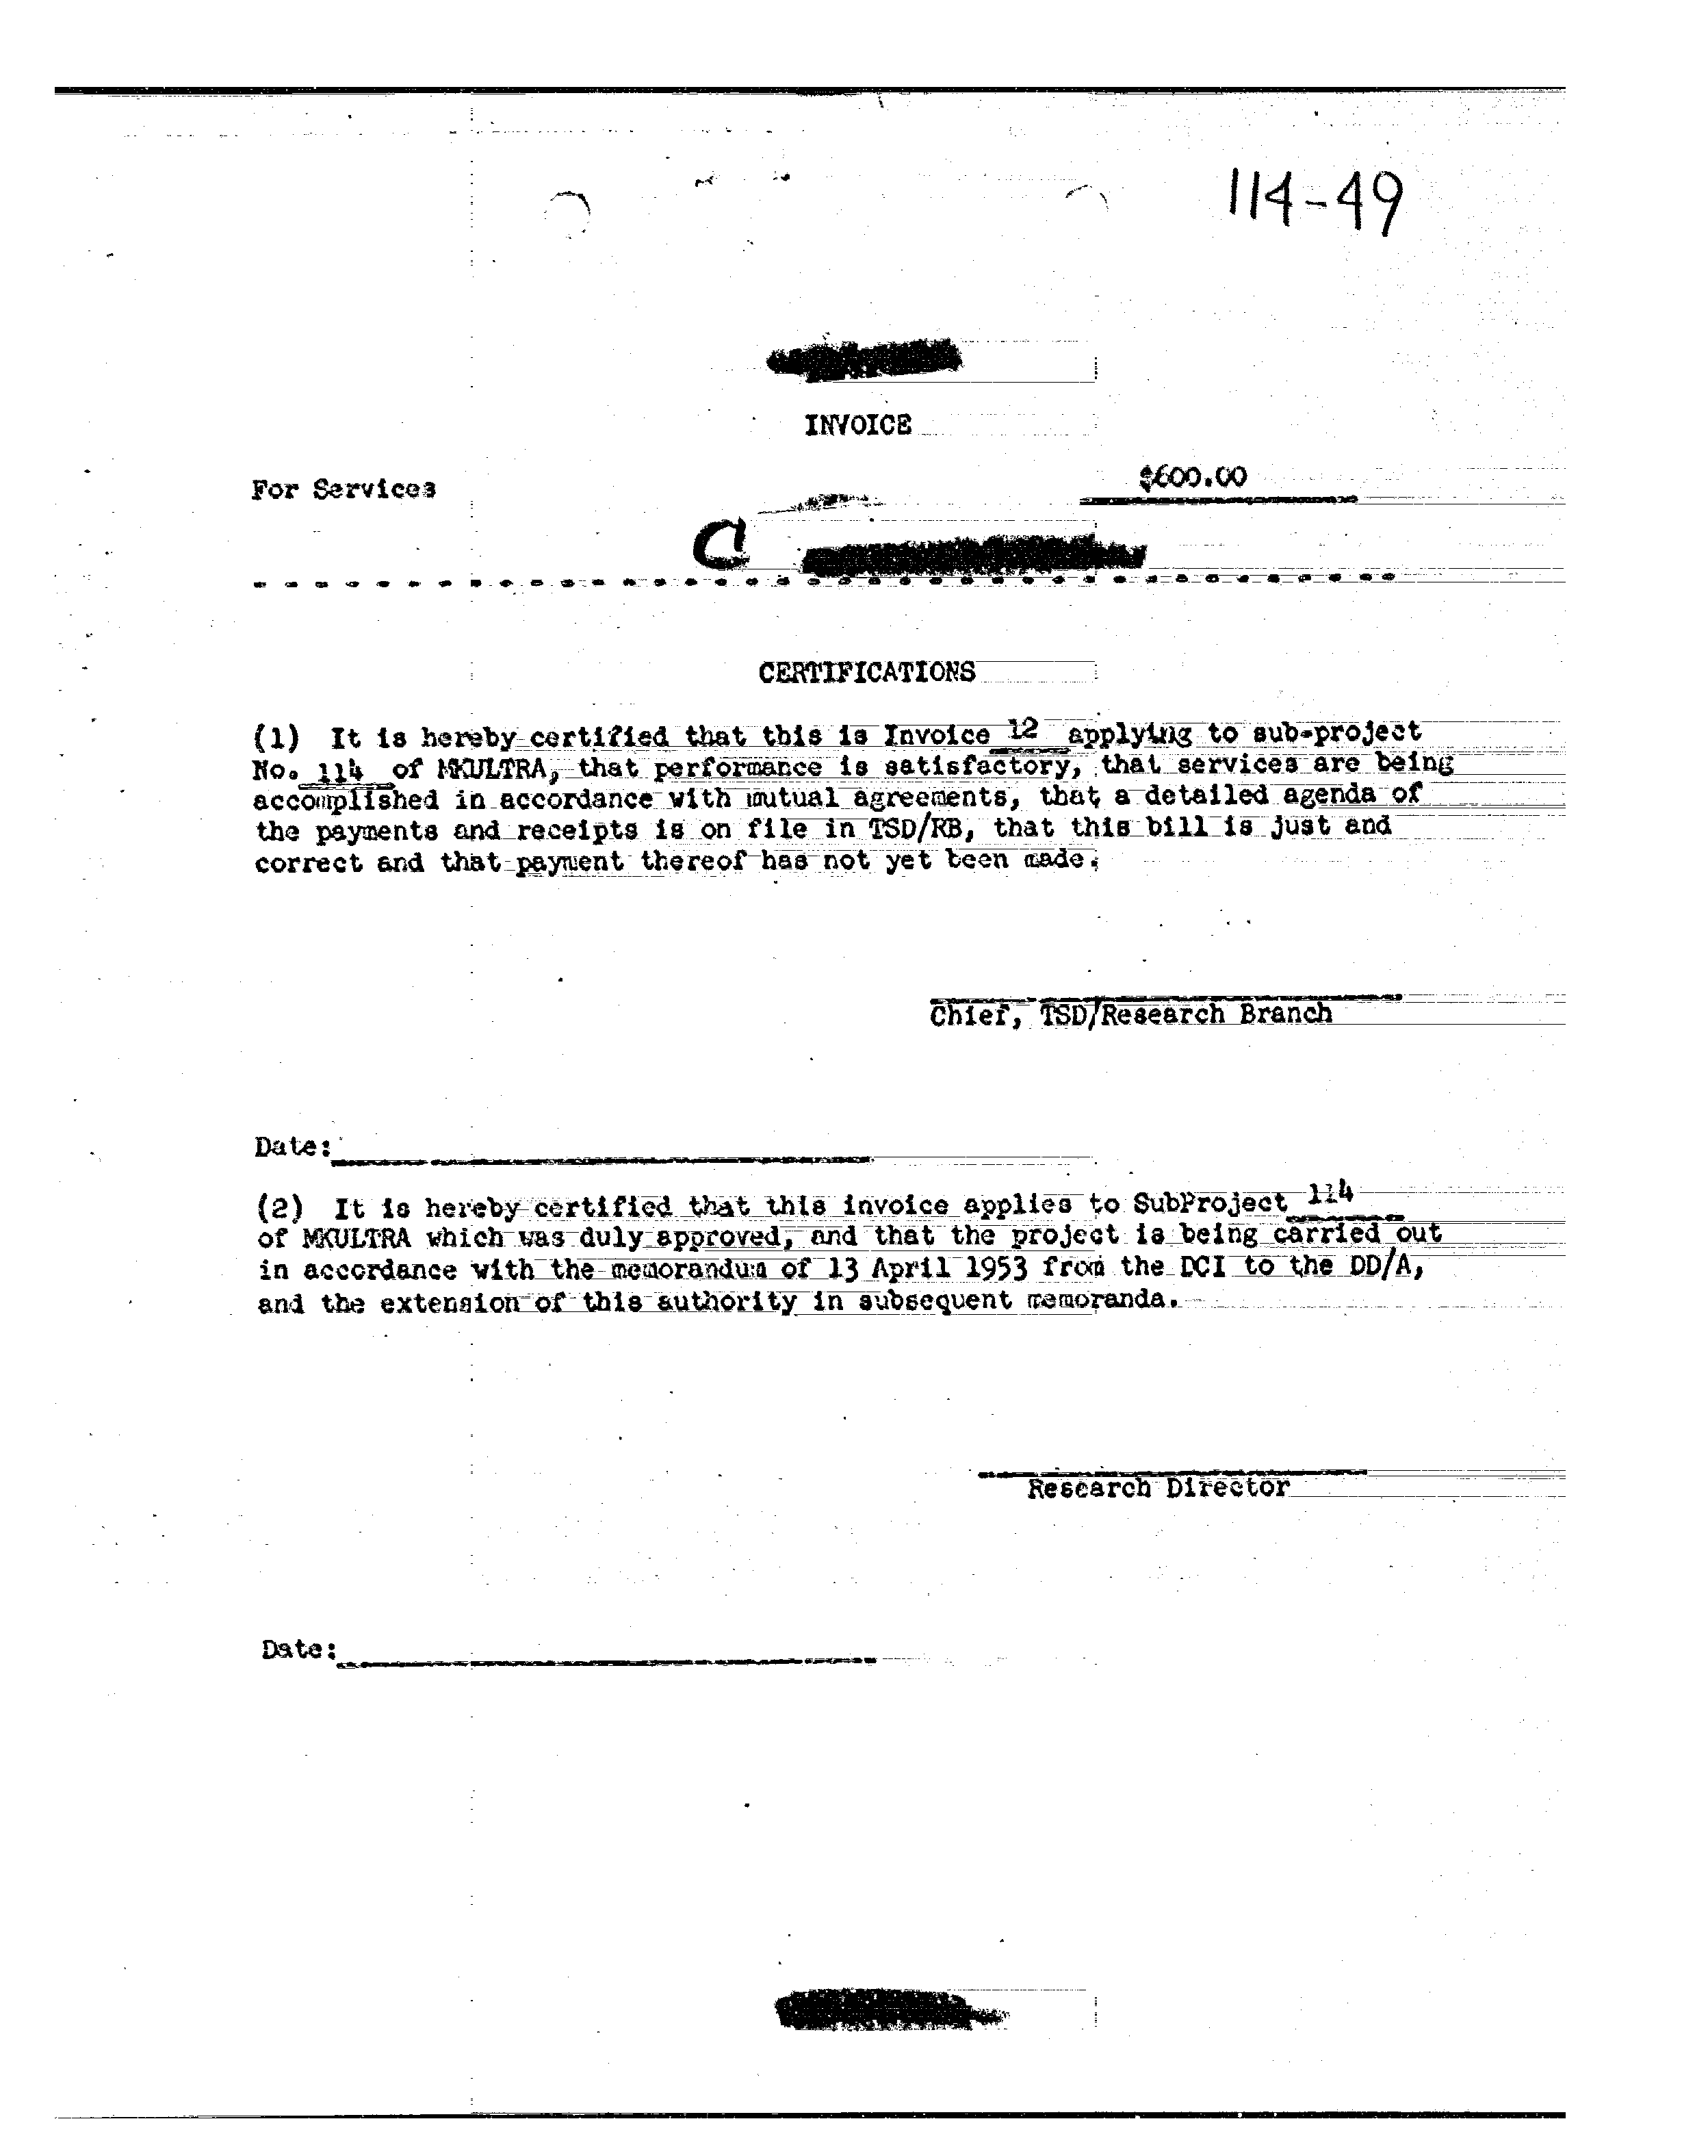 114-49
INVOICE
For Services $600.00
C
CERTIFICATIONS
(1) It is hereby certified that this is Invoice 12 applying to sub-project
No. 114 of MKULTRA, that performance is satisfactory, that services are being
accomplished in accordance with mutual agreements, that a detailed agenda of
the payments and receipts is on file in TSD/RB, that this bill is just and
correct and that payment thereof has not yet been made.
Chief, TSD/Research Branch
Date:
(2) It is hereby certified that this invoice applies to SubProject 114
of MKULTRA which was duly approved, and that the project is being carried out
in accordance with the memorandum of 13 April 1953 from the DCI to the DD/A,
and the extension of this authority in subsequent memoranda.
Research Director
Date: